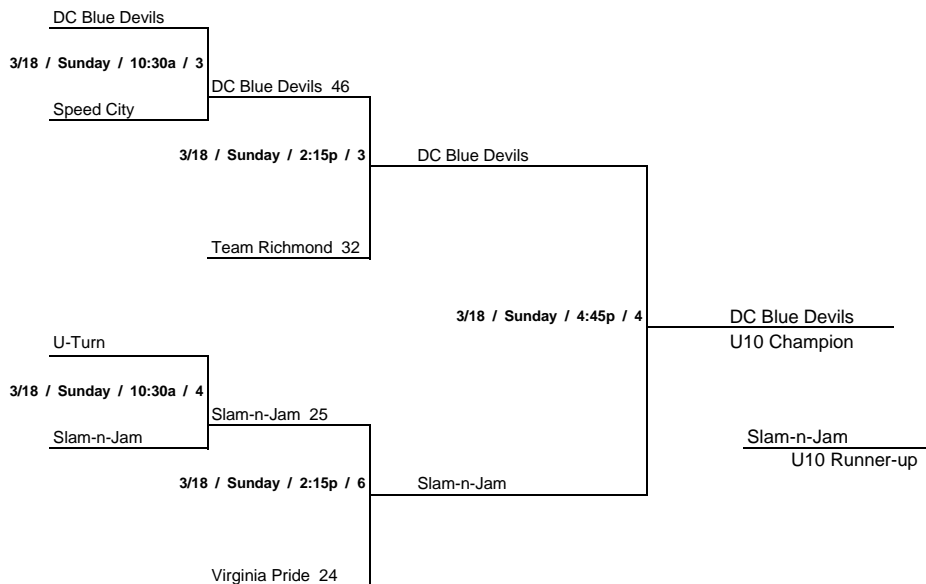 DC Blue Devils
3/18 / Sunday / 10:30a / 3
DC Blue Devils 46
Speed City
3/18 / Sunday / 2:15p / 3
DC Blue Devils
Team Richmond 32
3/18 / Sunday / 4:45p / 4
DC Blue Devils
U10 Champion
U-Turn
3/18 / Sunday / 10:30a / 4
Slam-n-Jam 25
Slam-n-Jam
Slam-n-Jam
U10 Runner-up
3/18 / Sunday / 2:15p / 6
Slam-n-Jam
Virginia Pride 24